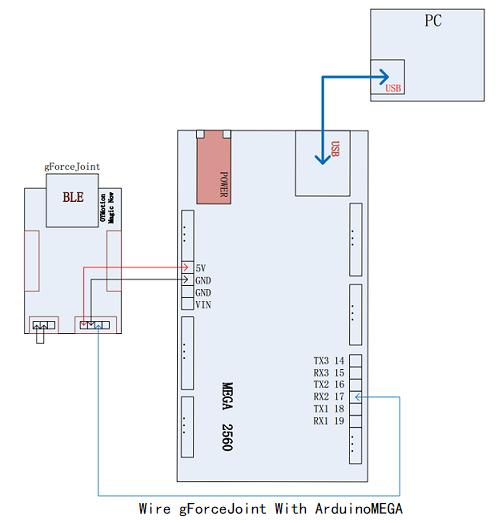 PC
USB
USB
POWER
gForceJoint
BLE
OYMotion
Magic Now
5V
GND
GND
VIN
TX3 14
RX3 15
TX2 16
RX2 17
TX1 18
RX1 19
MEGA 2560
Wire gForceJoint With ArduinoMEGA